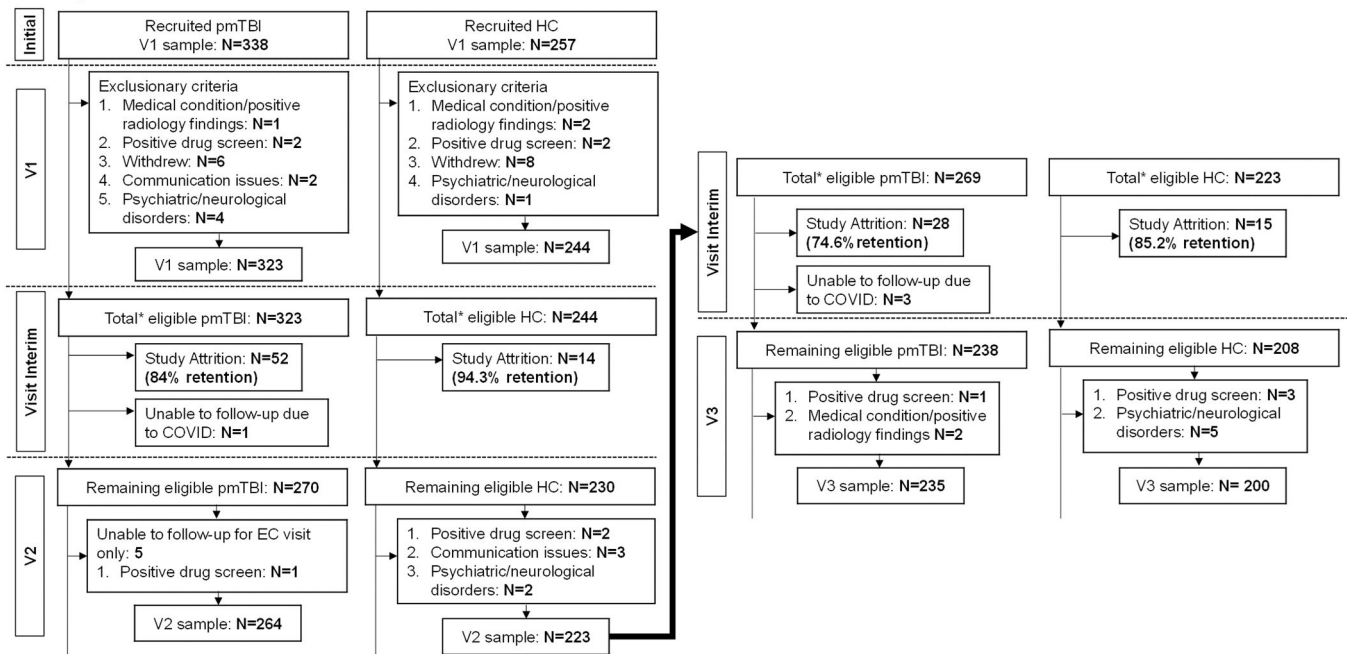 Initial
Recruited pmTBI
V1 sample: N=338
Recruited HC
V1 sample: N=257
V1
Exclusionary criteria
1. Medical condition/positive
radiology findings: N=1
2. Positive drug screen: N=2
3. Withdrew: N=6
4. Communication issues: N=2
5. Psychiatric/neurological
disorders: N=4
V1 sample: N=323
Exclusionary criteria
1. Medical condition/positive
radiology findings: N=2
2. Positive drug screen: N=2
3. Withdrew: N=8
4. Psychiatric/neurological
disorders: N=1
V1 sample: N=244
Visit Interim
Total* eligible pmTBI: N=323
Study Attrition: N=52
(84% retention)
Unable to follow-up due
to COVID: N=1
Total* eligible HC: N=244
Study Attrition: N=14
(94.3% retention)
V2
Remaining eligible pmTBI: N=270
Unable to follow-up for EC visit
only: 5
1. Positive drug screen: N=1
V2 sample: N=264
Remaining eligible HC: N=230
1. Positive drug screen: N=2
2. Communication issues: N=3
3. Psychiatric/neurological
disorders: N=2
V2 sample: N=223
Visit Interim
Total* eligible pmTBI: N=269
Study Attrition: N=28
(74.6% retention)
Unable to follow-up due
to COVID: N=3
Total* eligible HC: N=223
Study Attrition: N=15
(85.2% retention)
V3
Remaining eligible pmTBI: N=238
1. Positive drug screen: N=1
2. Medical condition/positive
radiology findings N=2
V3 sample: N=235
Remaining eligible HC: N=208
1. Positive drug screen: N=3
2. Psychiatric/neurological
disorders: N=5
V3 sample: N= 200